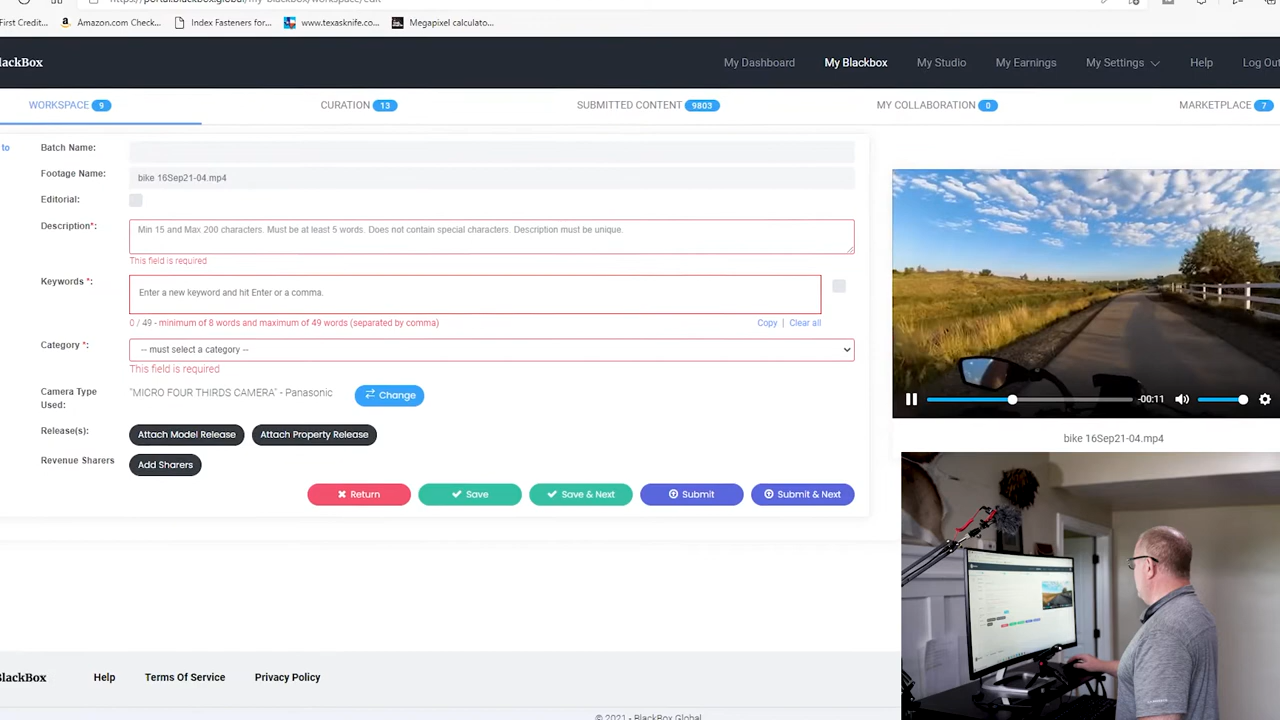 First Credit...  Amazon.com Check...  Index Fasteners for...  www.texasknife.co...  Megapixel calculato...
My Dashboard  My Blackbox  My Studio  My Earnings  My Settings  Help
WORKSPACE 9  CURATION 13  SUBMITTED CONTENT 9803  MY COLLABORATION 0  MARKETPLACE 7
to
Batch Name:
Footage Name: bike 16Sep21-04.mp4
Editorial:
Description*: Min 15 and Max 200 characters. Must be at least 5 words. Does not contain special characters. Description must be unique.
This field is required
Keywords *: Enter a new keyword and hit Enter or a comma.
0 / 49 - minimum of 8 words and maximum of 49 words (separated by comma)  Copy | Clear all
Category *: -- must select a category --
This field is required
Camera Type Used: "MICRO FOUR THIRDS CAMERA" - Panasonic  Change
Release(s): Attach Model Release  Attach Property Release
Revenue Sharers  Add Sharers
Return  Save  Save & Next  Submit  Submit & Next
-00:11
bike 16Sep21-04.mp4
Help  Terms Of Service  Privacy Policy
© 2021 - BlackBox Global